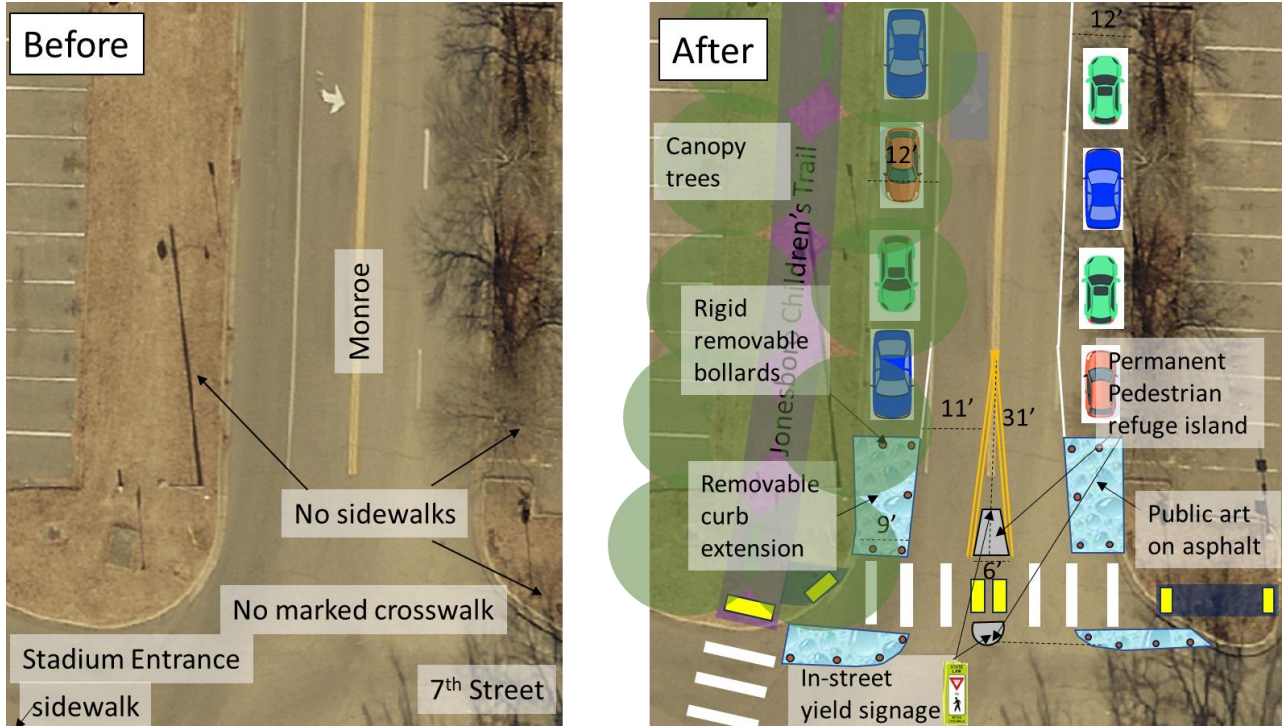 Before
Monroe
No sidewalks
No marked crosswalk
Stadium Entrance
sidewalk
7th Street
After
12’
Canopy
trees
12’
Jonesboro Children’s Trail
Rigid
removable
bollards
11’
31’
Permanent
Pedestrian
refuge island
Removable
curb
extension
9’
Public art
on asphalt
6’
In-street
yield signage
STATE
LAW